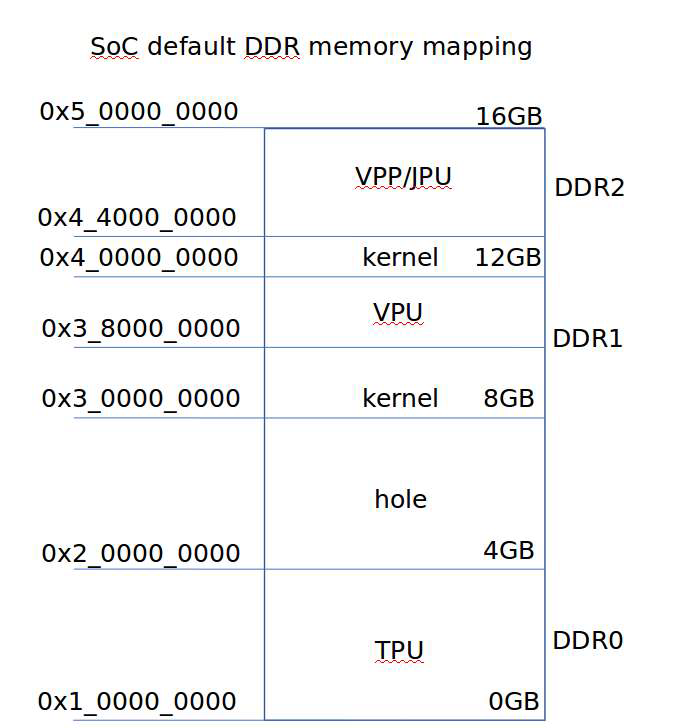 SoC default DDR memory mapping
0x5_0000_0000 16GB
VPP/JPU DDR2
0x4_4000_0000
0x4_0000_0000 kernel 12GB
VPU
0x3_8000_0000 DDR1
0x3_0000_0000 kernel 8GB
hole
0x2_0000_0000 4GB
TPU DDR0
0x1_0000_0000 0GB